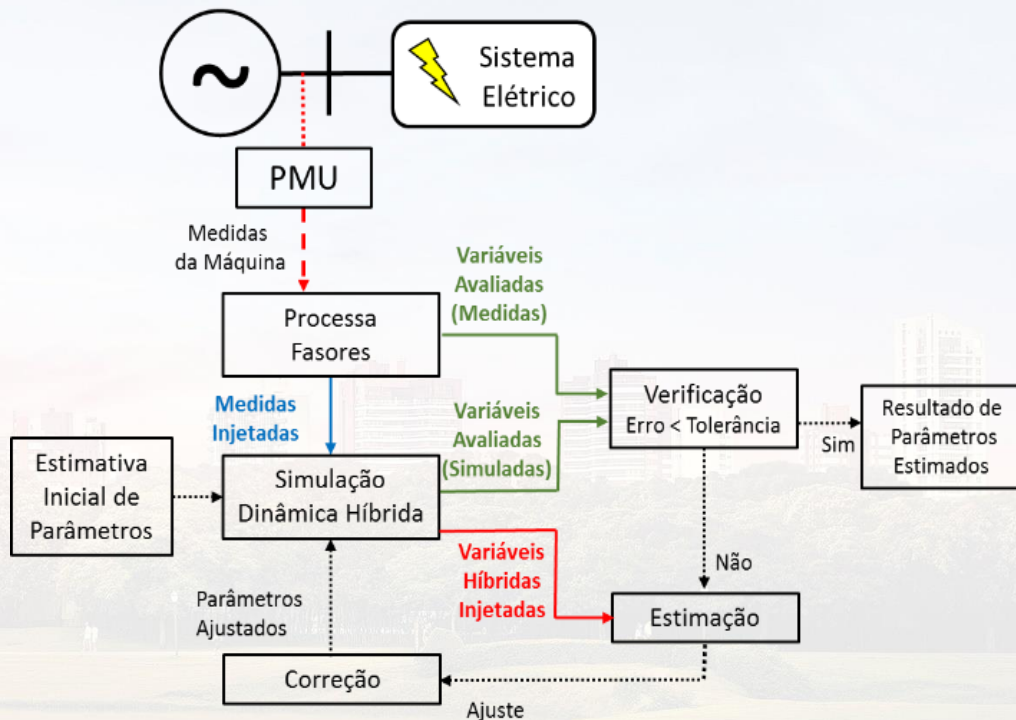 ~
Sistema
Elétrico
PMU
Medidas
da Máquina
Variáveis
Avaliadas
(Medidas)
Processa
Fasores
Medidas
Injetadas
Variáveis
Avaliadas
(Simuladas)
Verificação
Erro < Tolerância
Sim
Resultado de
Parâmetros
Estimados
Estimativa
Inicial de
Parâmetros
Simulação
Dinâmica Híbrida
Variáveis
Híbridas
Injetadas
Não
Estimação
Parâmetros
Ajustados
Correção
Ajuste